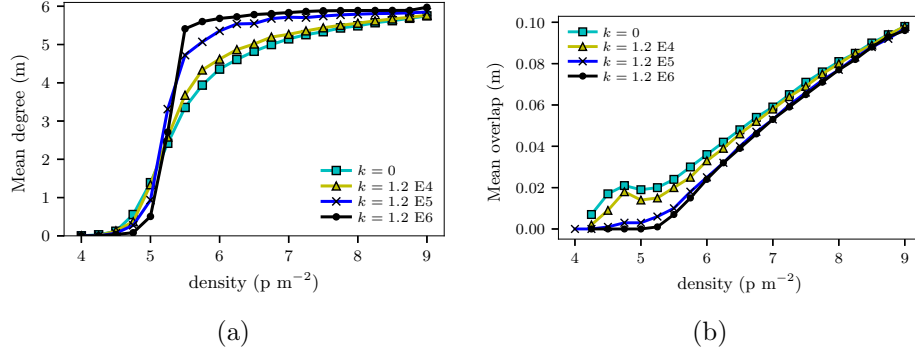 6
5
4
3
2
1
0
Mean degree (m)
k = 0
k = 1.2 E4
k = 1.2 E5
k = 1.2 E6
4 5 6 7 8 9
density (p m−2)
(a)
0.10
0.08
0.06
0.04
0.02
0.00
Mean overlap (m)
k = 0
k = 1.2 E4
k = 1.2 E5
k = 1.2 E6
4 5 6 7 8 9
density (p m−2)
(b)